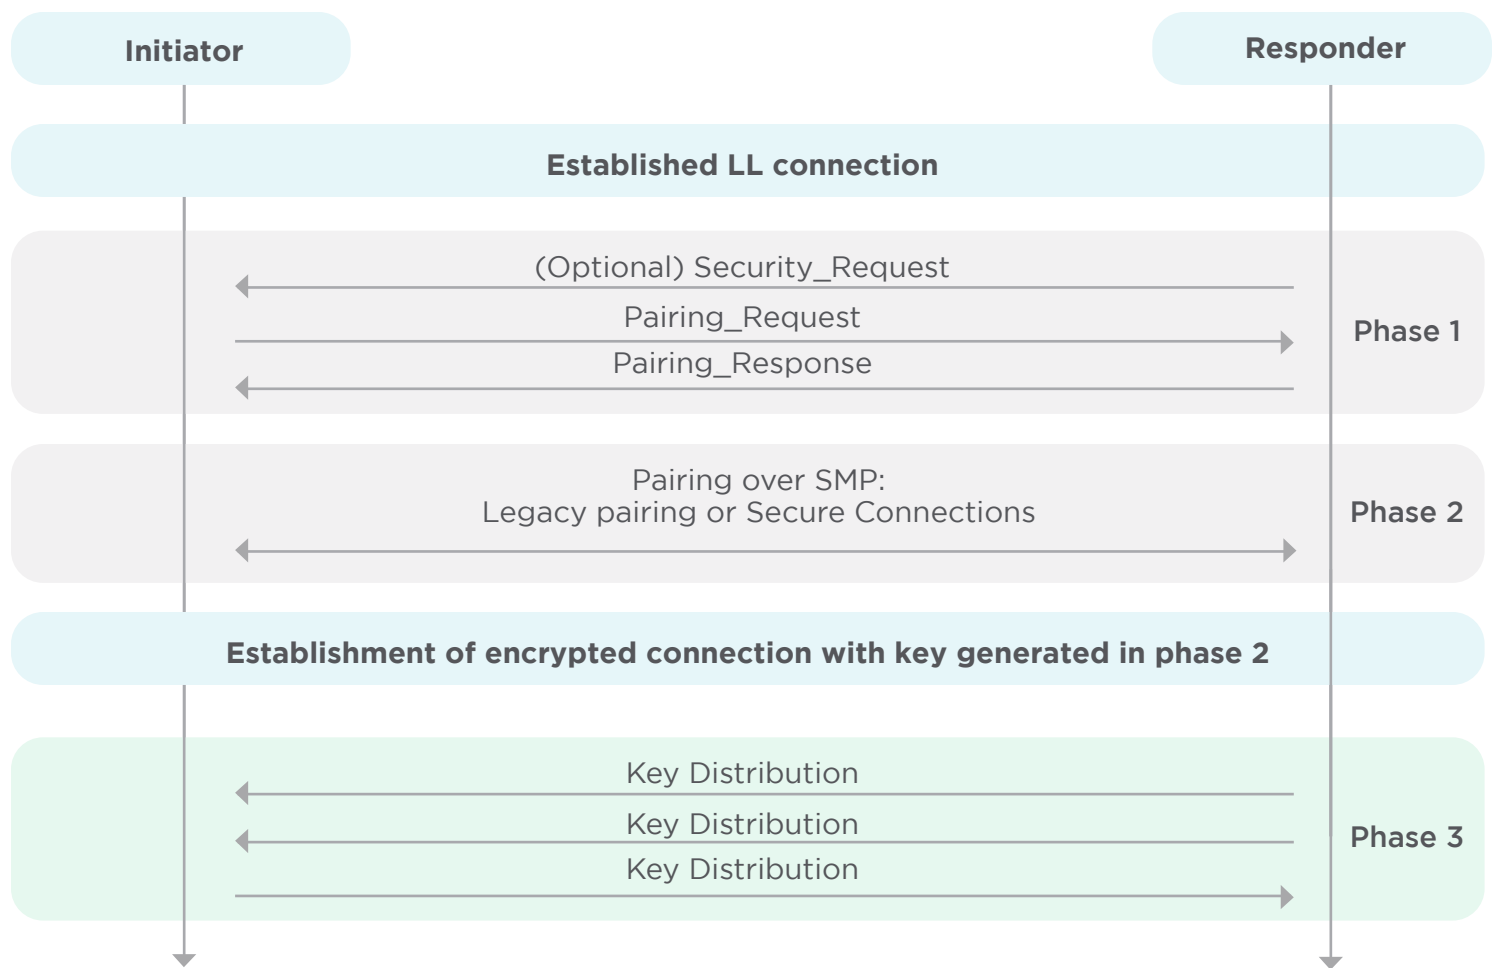 Initiator
Responder
Established LL connection
(Optional) Security_Request
Pairing_Request
Pairing_Response
Phase 1
Pairing over SMP:
Legacy pairing or Secure Connections
Phase 2
Establishment of encrypted connection with key generated in phase 2
Key Distribution
Key Distribution
Key Distribution
Phase 3